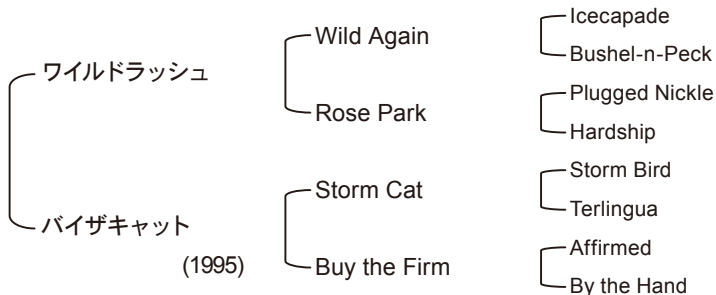 ワイルドラッシュ
バイザキャット
(1995)
Wild Again
Rose Park
Storm Cat
Buy the Firm
Icecapade
Bushel-n-Peck
Plugged Nickle
Hardship
Storm Bird
Terlingua
Affirmed
By the Hand